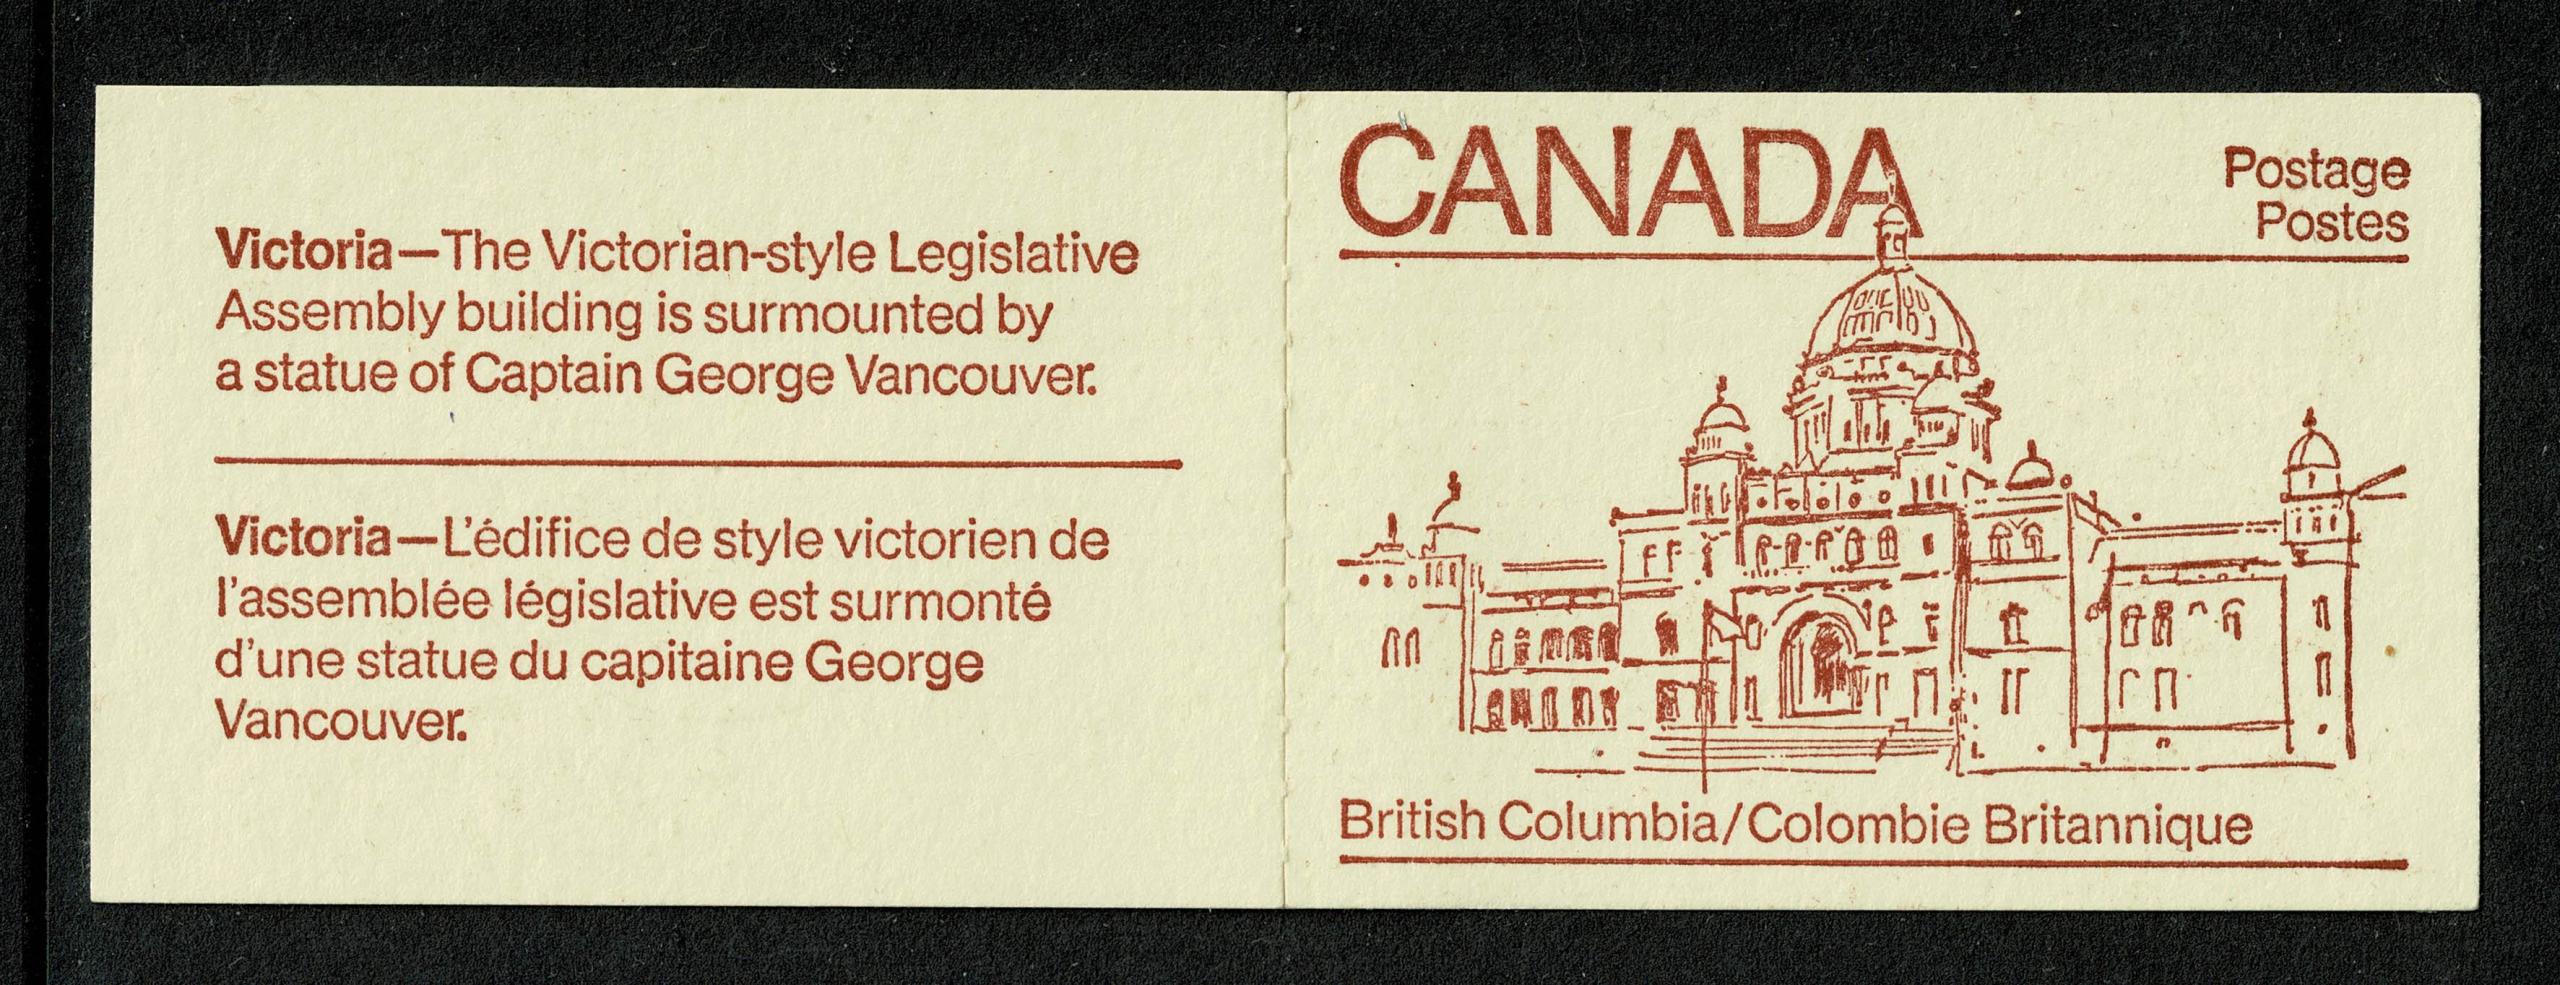 Victoria—The Victorian-style Legislative
Assembly building is surmounted by
a statue of Captain George Vancouver.
Victoria—L'édifice de style victorien de
l'assemblée législative est surmonté
d'une statue du capitaine George
Vancouver.
CANADA
Postage
Postes
British Columbia/Colombie Britannique